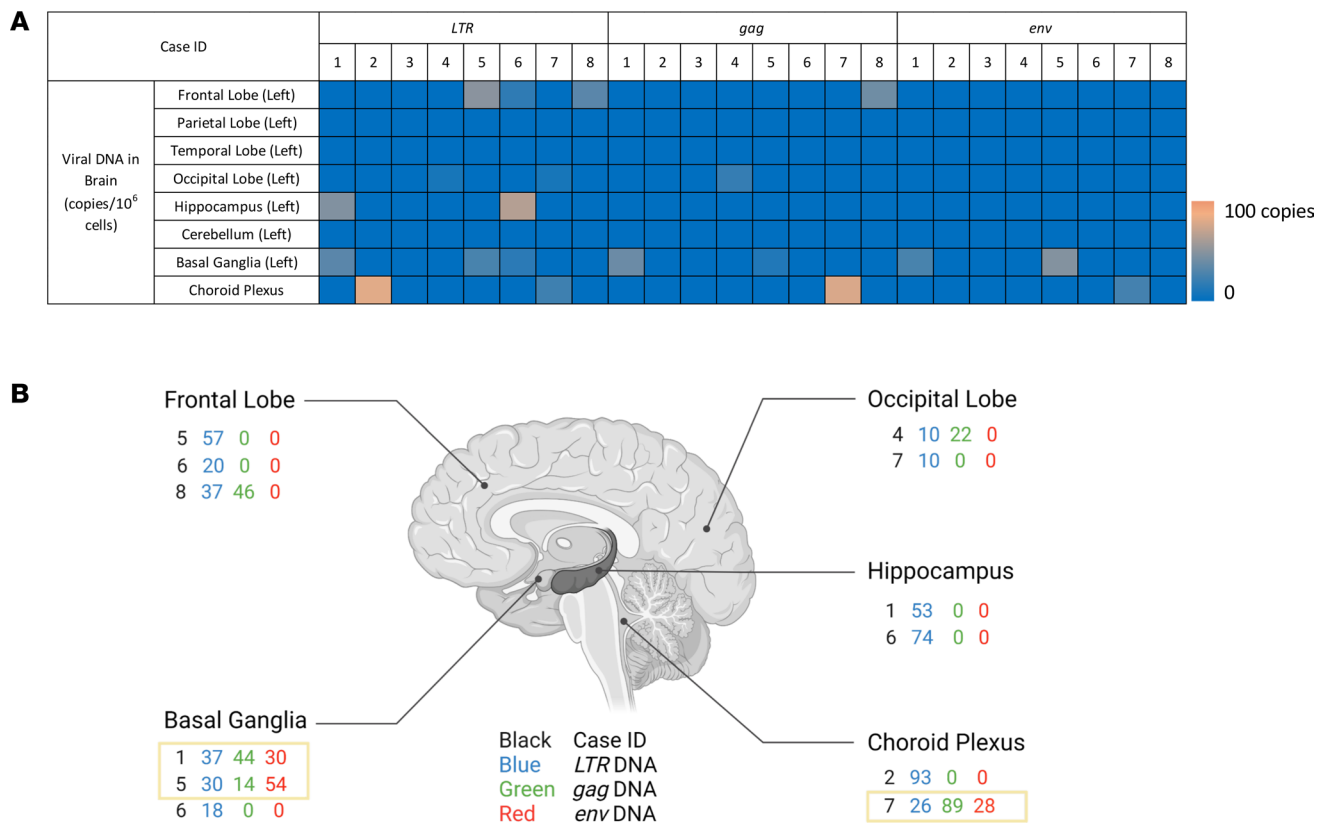 A
Case ID
LTR gag env
1 2 3 4 5 6 7 8 1 2 3 4 5 6 7 8 1 2 3 4 5 6 7 8
Viral DNA in
Brain
(copies/10⁶
cells)
Frontal Lobe (Left)
Parietal Lobe (Left)
Temporal Lobe (Left)
Occipital Lobe (Left)
Hippocampus (Left)
Cerebellum (Left)
Basal Ganglia (Left)
Choroid Plexus
100 copies
0
B
Frontal Lobe
5 57 0 0
6 20 0 0
8 37 46 0
Occipital Lobe
4 10 22 0
7 10 0 0
Hippocampus
1 53 0 0
6 74 0 0
Basal Ganglia
1 37 44 30
5 30 14 54
6 18 0 0
Black Case ID
Blue LTR DNA
Green gag DNA
Red env DNA
Choroid Plexus
2 93 0 0
7 26 89 28